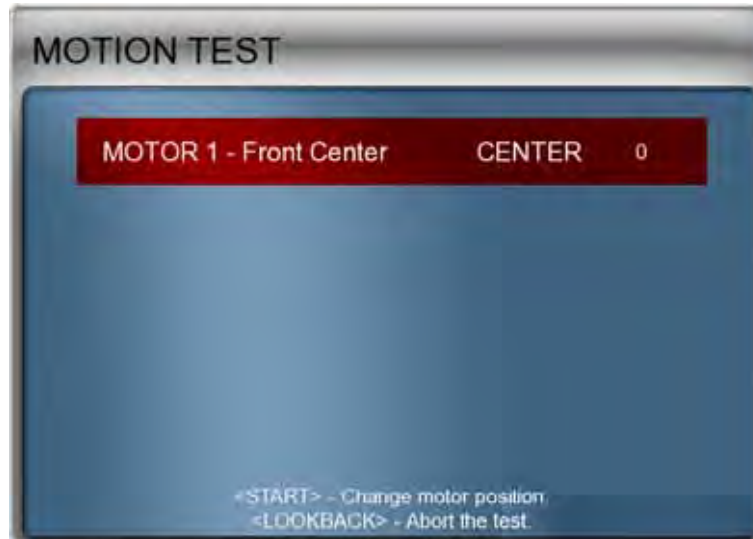 MOTION TEST
MOTOR 1 - Front Center CENTER 0
<START> - Change motor position
<LOOKBACK> - Abort the test.